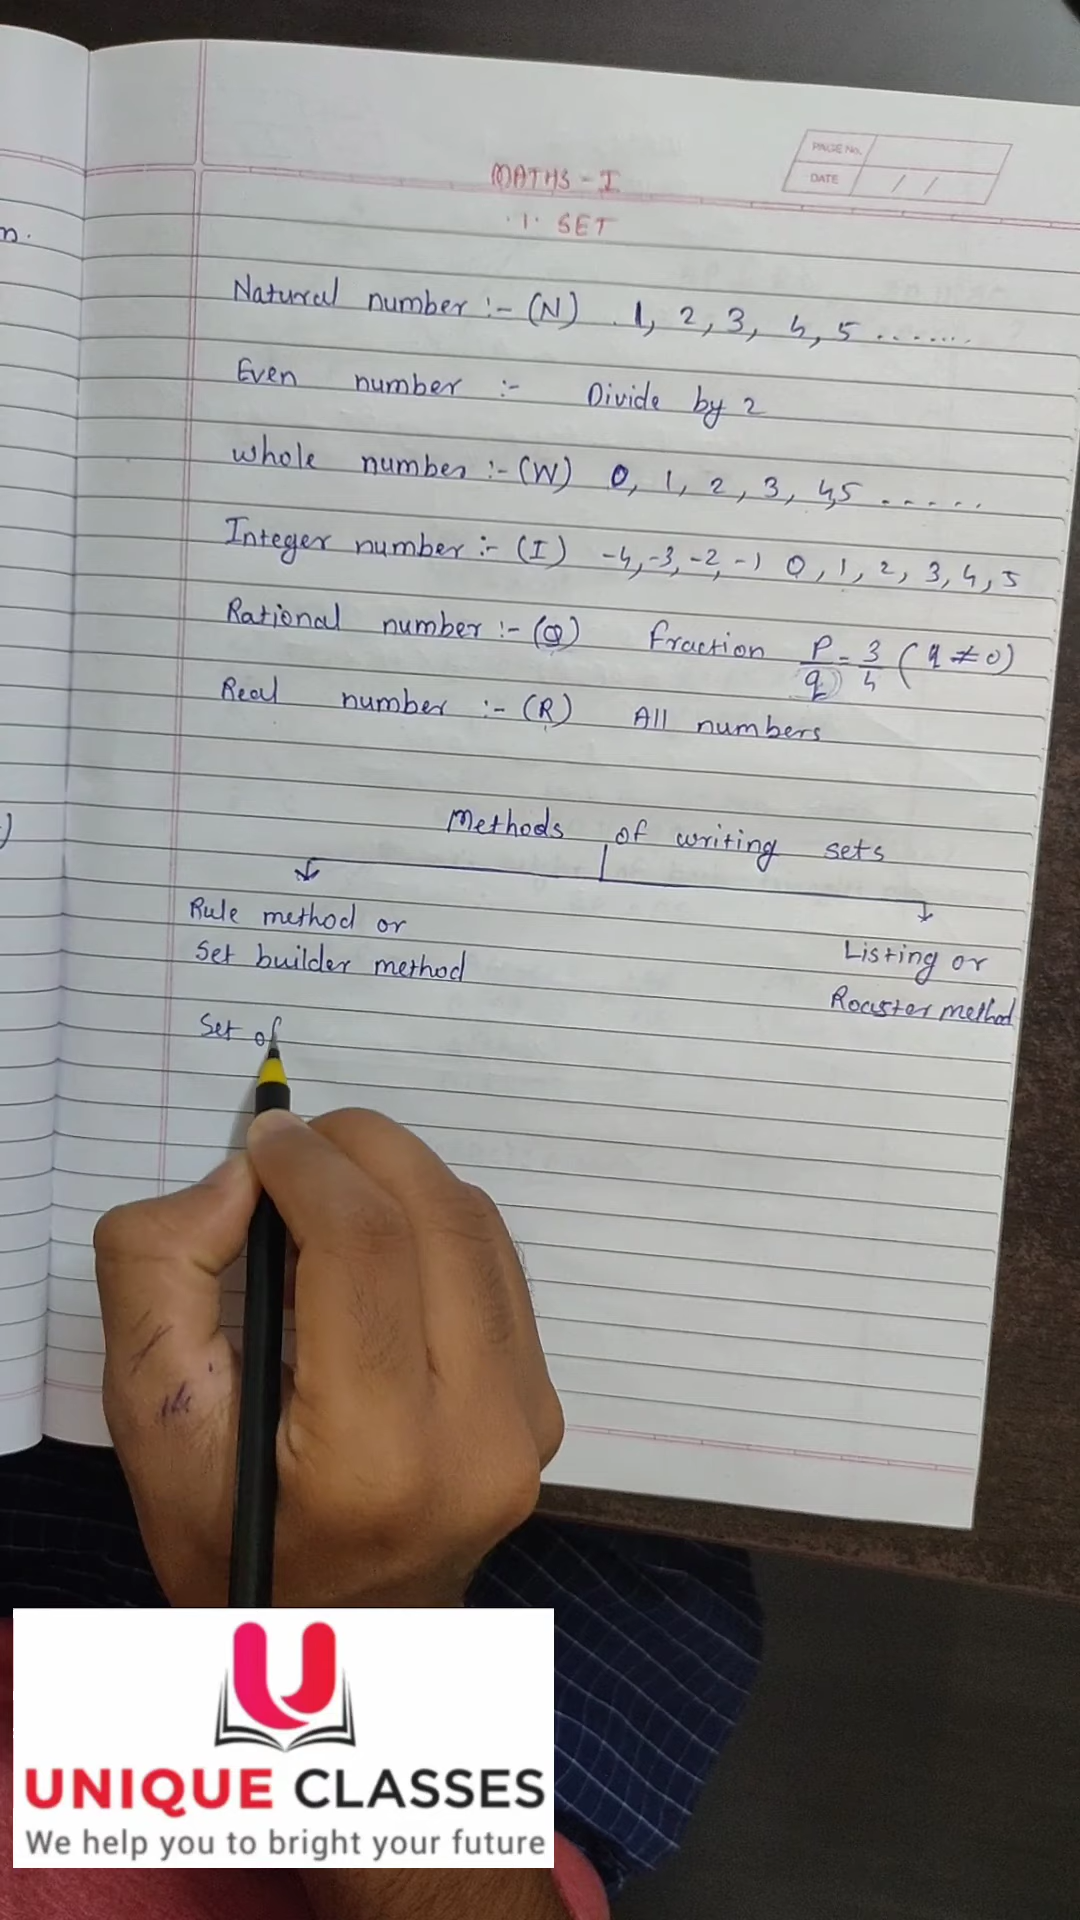 PAGE No.
DATE / /
MATHS - I
1. SET
n.
Natural number :- (N) 1, 2, 3, 4, 5 .......
Even number :- Divide by 2
Whole number :- (W) 0, 1, 2, 3, 4,5 ......
Integer number :- (I) -4, -3, -2, -1 0, 1, 2, 3, 4, 5
Rational number :- (Q) fraction P/q = 3/4 (q ≠ 0)
Real number :- (R) All numbers
Methods of writing sets
Rule method or
Set builder method
Listing or
Roaster method
Set of
UNIQUE CLASSES
We help you to bright your future